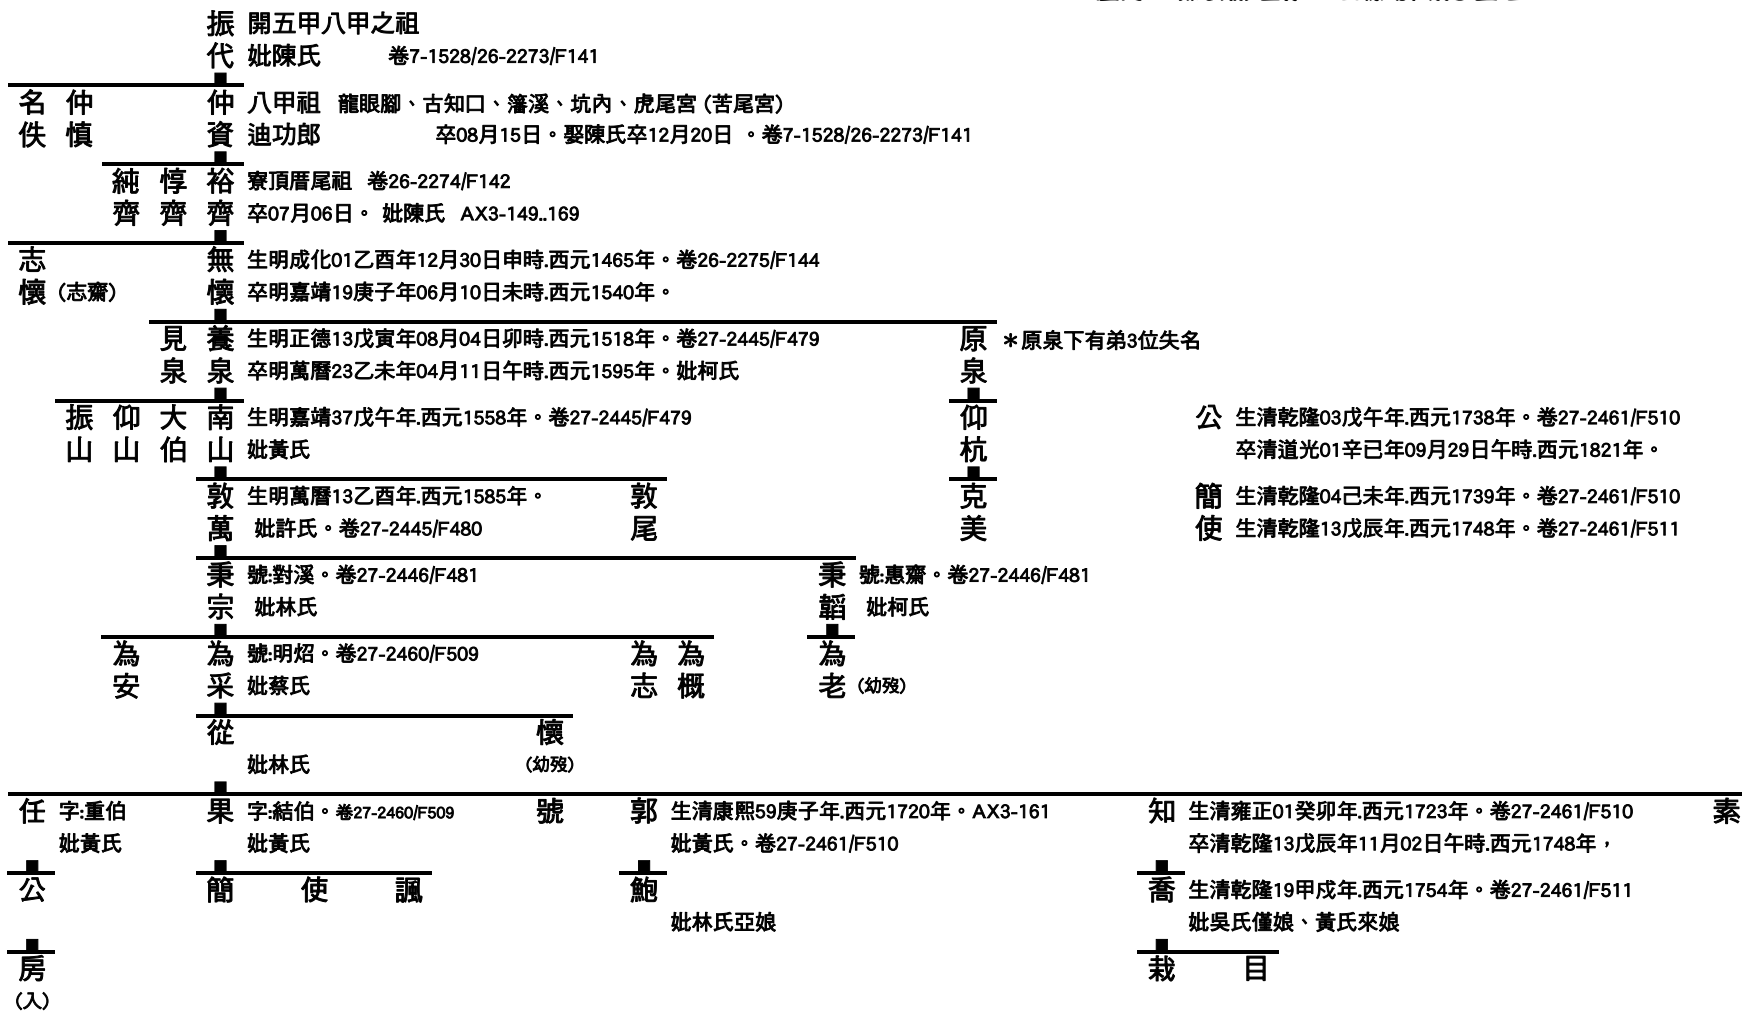 振 開五甲八甲之祖
代 妣陳氏 卷7-1528/26-2273/F141
名 仲 仲 八甲祖 龍眼腳、古知口、籓溪、坑內、虎尾宮 (苦尾宮)
佚 慎 資 迪功郎 卒08月15日。娶陳氏卒12月20日 。卷7-1528/26-2273/F141
純 惇 裕 寮頂厝尾祖 卷26-2274/F142
齊 齊 齊 卒07月06日。 妣陳氏 AX3-149..169
志 無 生明成化01乙酉年12月30日申時.西元1465年。卷26-2275/F144
懷 (志齋) 懷 卒明嘉靖19庚子年06月10日未時.西元1540年。
見 養 生明正德13戊寅年08月04日卯時.西元1518年。卷27-2445/F479 原 ＊原泉下有弟3位失名
泉 泉 卒明萬曆23乙未年04月11日午時.西元1595年。妣柯氏 泉
振 仰 大 南 生明嘉靖37戊午年.西元1558年。卷27-2445/F479 仰 公 生清乾隆03戊午年.西元1738年。卷27-2461/F510
山 山 伯 山 妣黃氏 杭 卒清道光01辛巳年09月29日午時.西元1821年。
敦 生明萬曆13乙酉年.西元1585年。 敦 克 簡 生清乾隆04己未年.西元1739年。卷27-2461/F510
萬 妣許氏。卷27-2445/F480 尾 美 使 生清乾隆13戊辰年.西元1748年。卷27-2461/F511
秉 號:對溪。卷27-2446/F481 秉 號:惠齋。卷27-2446/F481
宗 妣林氏 韜 妣柯氏
為 為 號:明炤。卷27-2460/F509 為 為 為
安 采 妣蔡氏 志 概 老 (幼歿)
從 懷
妣林氏 (幼歿)
任 字:重伯 果 字:結伯。卷27-2460/F509 號 郭 生清康熙59庚子年.西元1720年。AX3-161 知 生清雍正01癸卯年.西元1723年。卷27-2461/F510 素
妣黃氏 妣黃氏 妣黃氏。卷27-2461/F510 卒清乾隆13戊辰年11月02日午時.西元1748年，
公 簡 使 諷 鮑 喬 生清乾隆19甲戍年.西元1754年。卷27-2461/F511
妣林氏亞娘 妣吳氏僅娘、黃氏來娘
房 栽 目
(入)